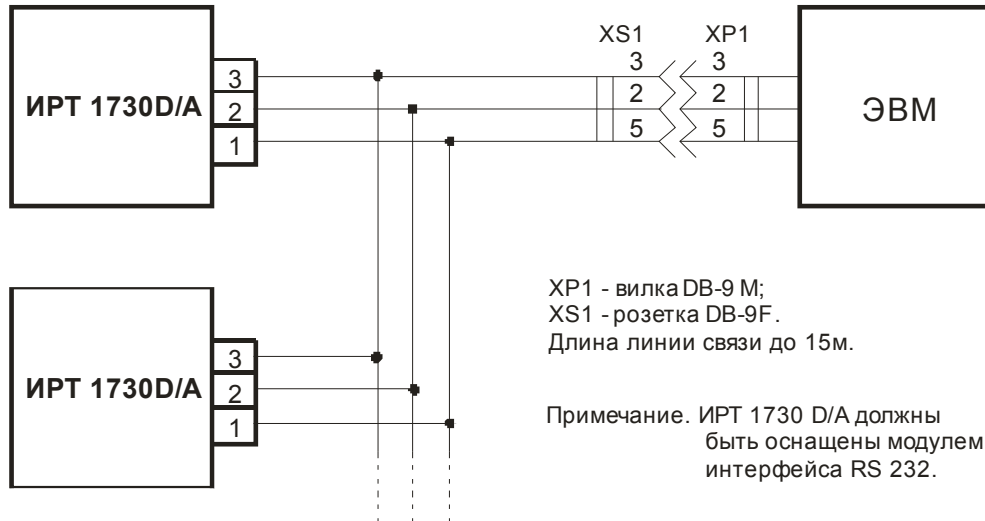 XS1 XP1
ИРТ 1730D/A 3 3 3 ЭВМ
2 2 2
1 5 5
ХР1 - вилка DB-9 М;
XS1 - розетка DB-9F.
Длина линии связи до 15м.
ИРТ 1730D/A 3
2
1
Примечание. ИРТ 1730 D/A должны
быть оснащены модулем
интерфейса RS 232.